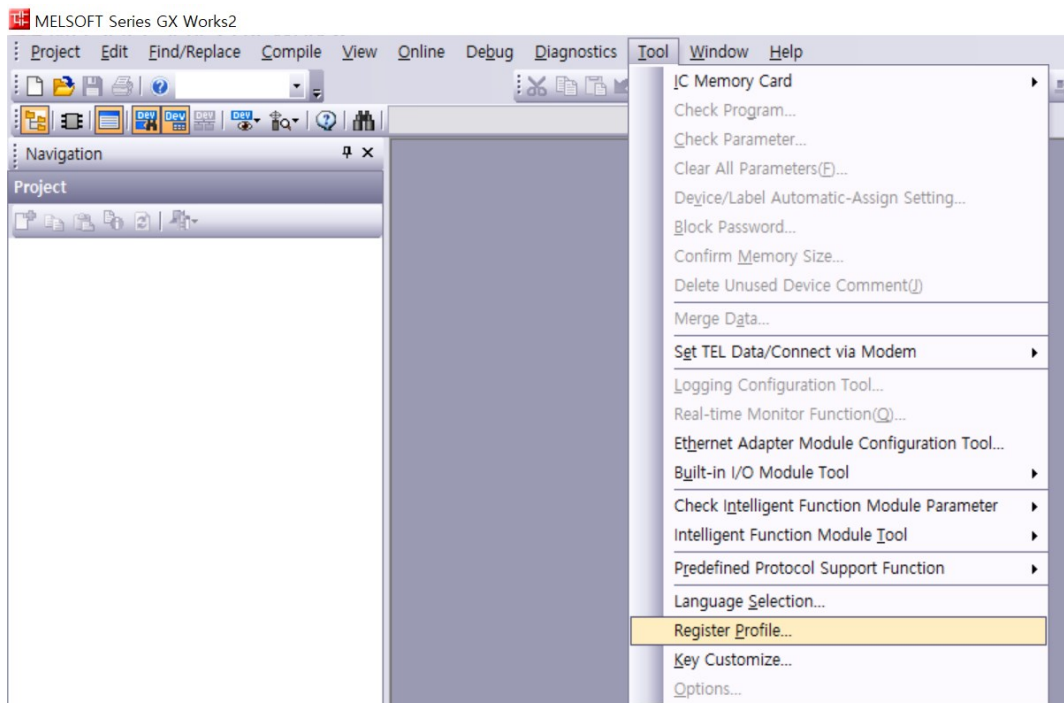 MELSOFT Series GX Works2
Project Edit Find/Replace Compile View Online Debug Diagnostics Tool Window Help
Navigation
Project
IC Memory Card
Check Program...
Check Parameter...
Clear All Parameters(F)...
Device/Label Automatic-Assign Setting...
Block Password...
Confirm Memory Size...
Delete Unused Device Comment(J)
Merge Data...
Set TEL Data/Connect via Modem
Logging Configuration Tool...
Real-time Monitor Function(Q)...
Ethernet Adapter Module Configuration Tool...
Built-in I/O Module Tool
Check Intelligent Function Module Parameter
Intelligent Function Module Tool
Predefined Protocol Support Function
Language Selection...
Register Profile...
Key Customize...
Options...